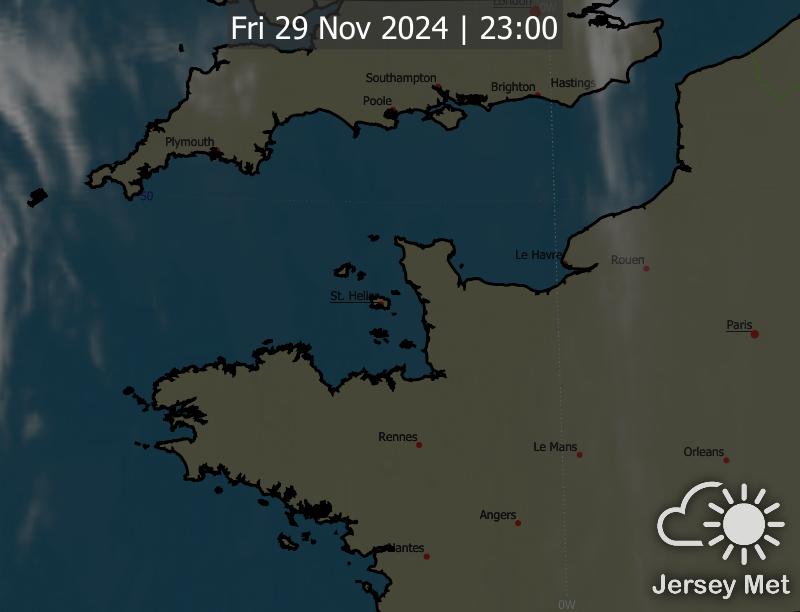 London
0W
Fri 29 Nov 2024 | 23:00
Southampton
Brighton
Hastings
Poole
Plymouth
50
Le Havre
Rouen
St. Helier
Paris
Rennes
Le Mans
Orleans
Angers
Nantes
Jersey Met
0W